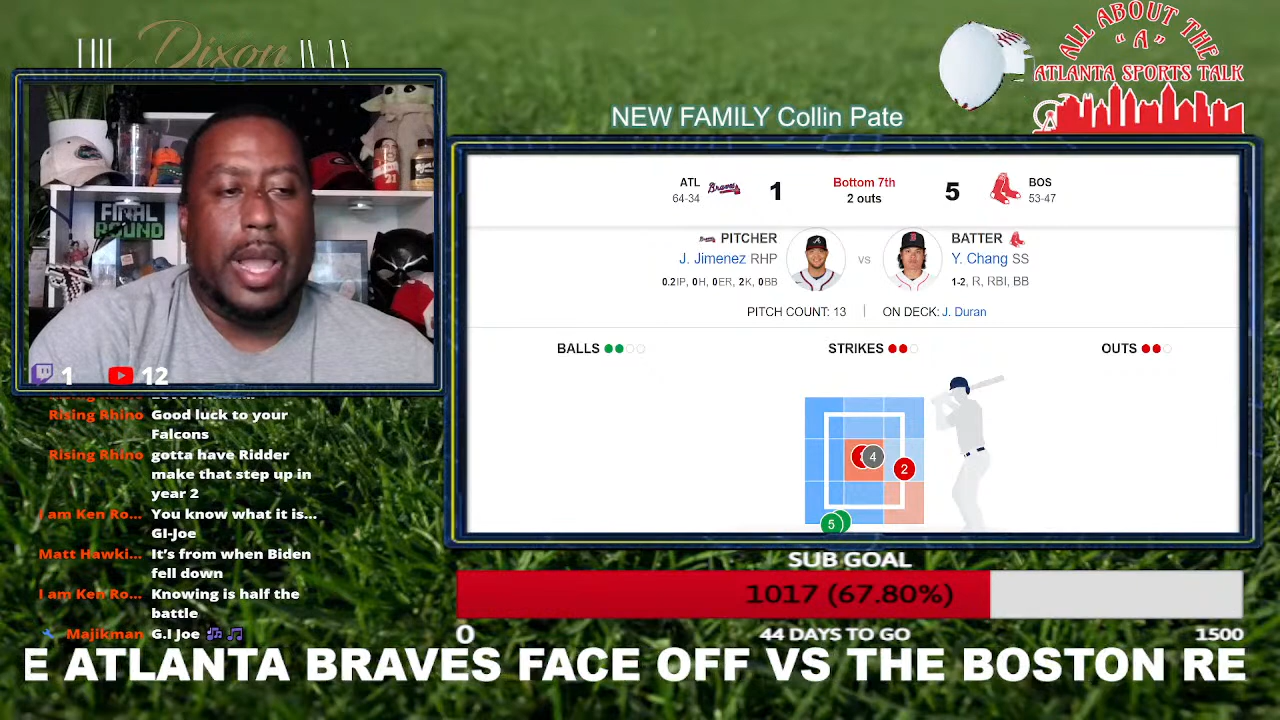 Dixon
ALL ABOUT THE
"A"
ATLANTA SPORTS TALK
NEW FAMILY Collin Pate
FINAL
ROUND
21
ATL
64-34
Braves
1
Bottom 7th
2 outs
5
BOS
53-47
PITCHER
J. Jimenez RHP
0.2IP, 0H, 0ER, 2K, 0BB
VS
BATTER
Y. Chang SS
1-2, R, RBI, BB
PITCH COUNT: 13 | ON DECK: J. Duran
BALLS
STRIKES
OUTS
4
2
5
1 12
Rising Rhino Good luck to your
Falcons
Rising Rhino gotta have Ridder
make that step up in
year 2
I am Ken Ro... You know what it is...
GI-Joe
Matt Hawki... It's from when Biden
fell down
I am Ken Ro... Knowing is half the
battle
Majikman G.I Joe 🎶 🎵
SUB GOAL
1017 (67.80%)
0 44 DAYS TO GO 1500
E ATLANTA BRAVES FACE OFF VS THE BOSTON RE